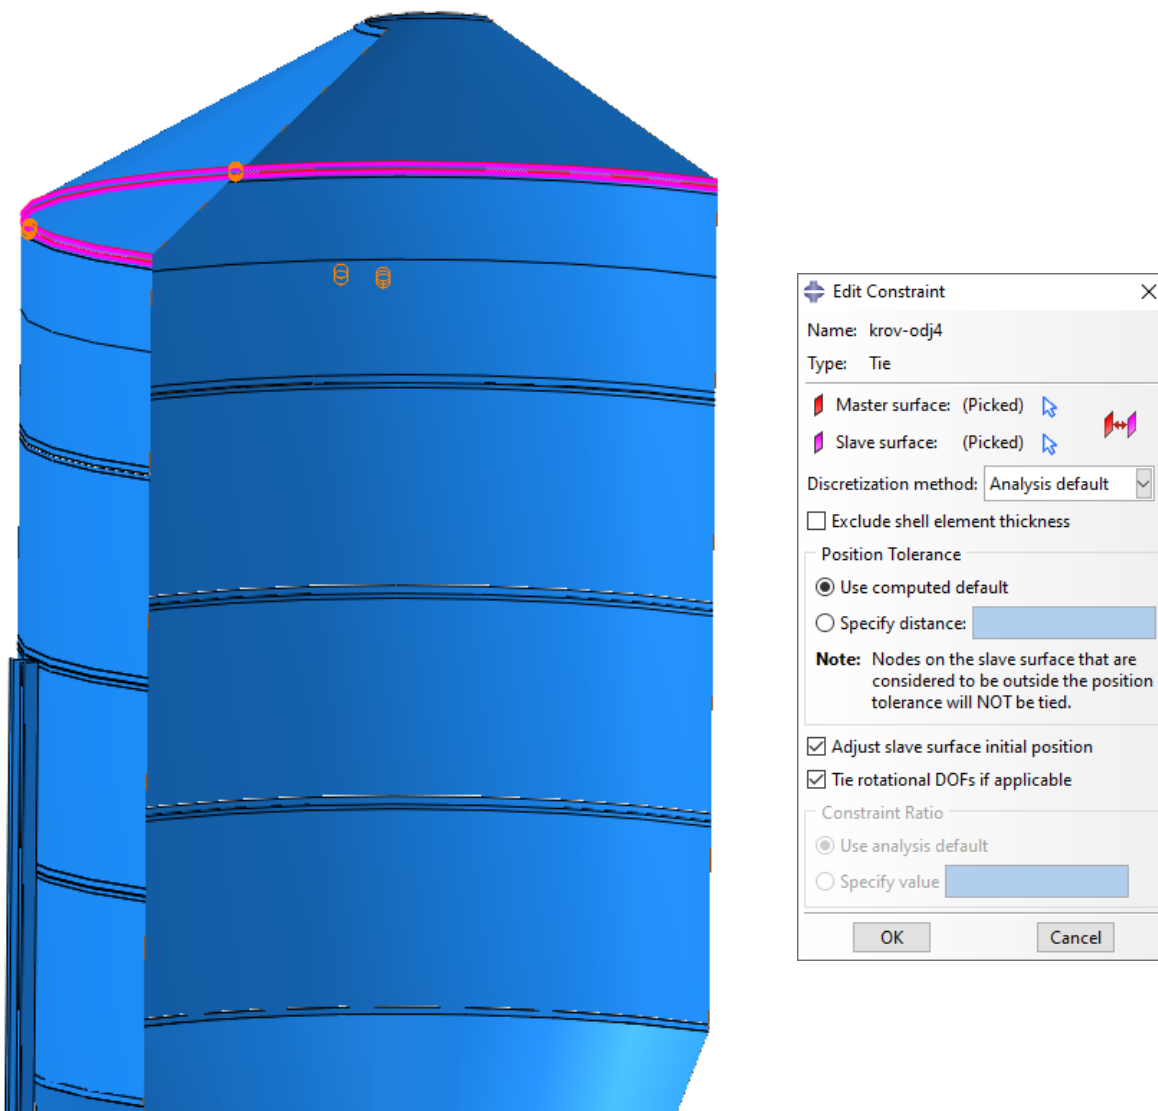 Edit Constraint
Name: krov-odj4
Type: Tie
Master surface: (Picked)
Slave surface: (Picked)
Discretization method: Analysis default
Exclude shell element thickness
Position Tolerance
Use computed default
Specify distance:
Note: Nodes on the slave surface that are
considered to be outside the position
tolerance will NOT be tied.
Adjust slave surface initial position
Tie rotational DOFs if applicable
Constraint Ratio
Use analysis default
Specify value
OK Cancel